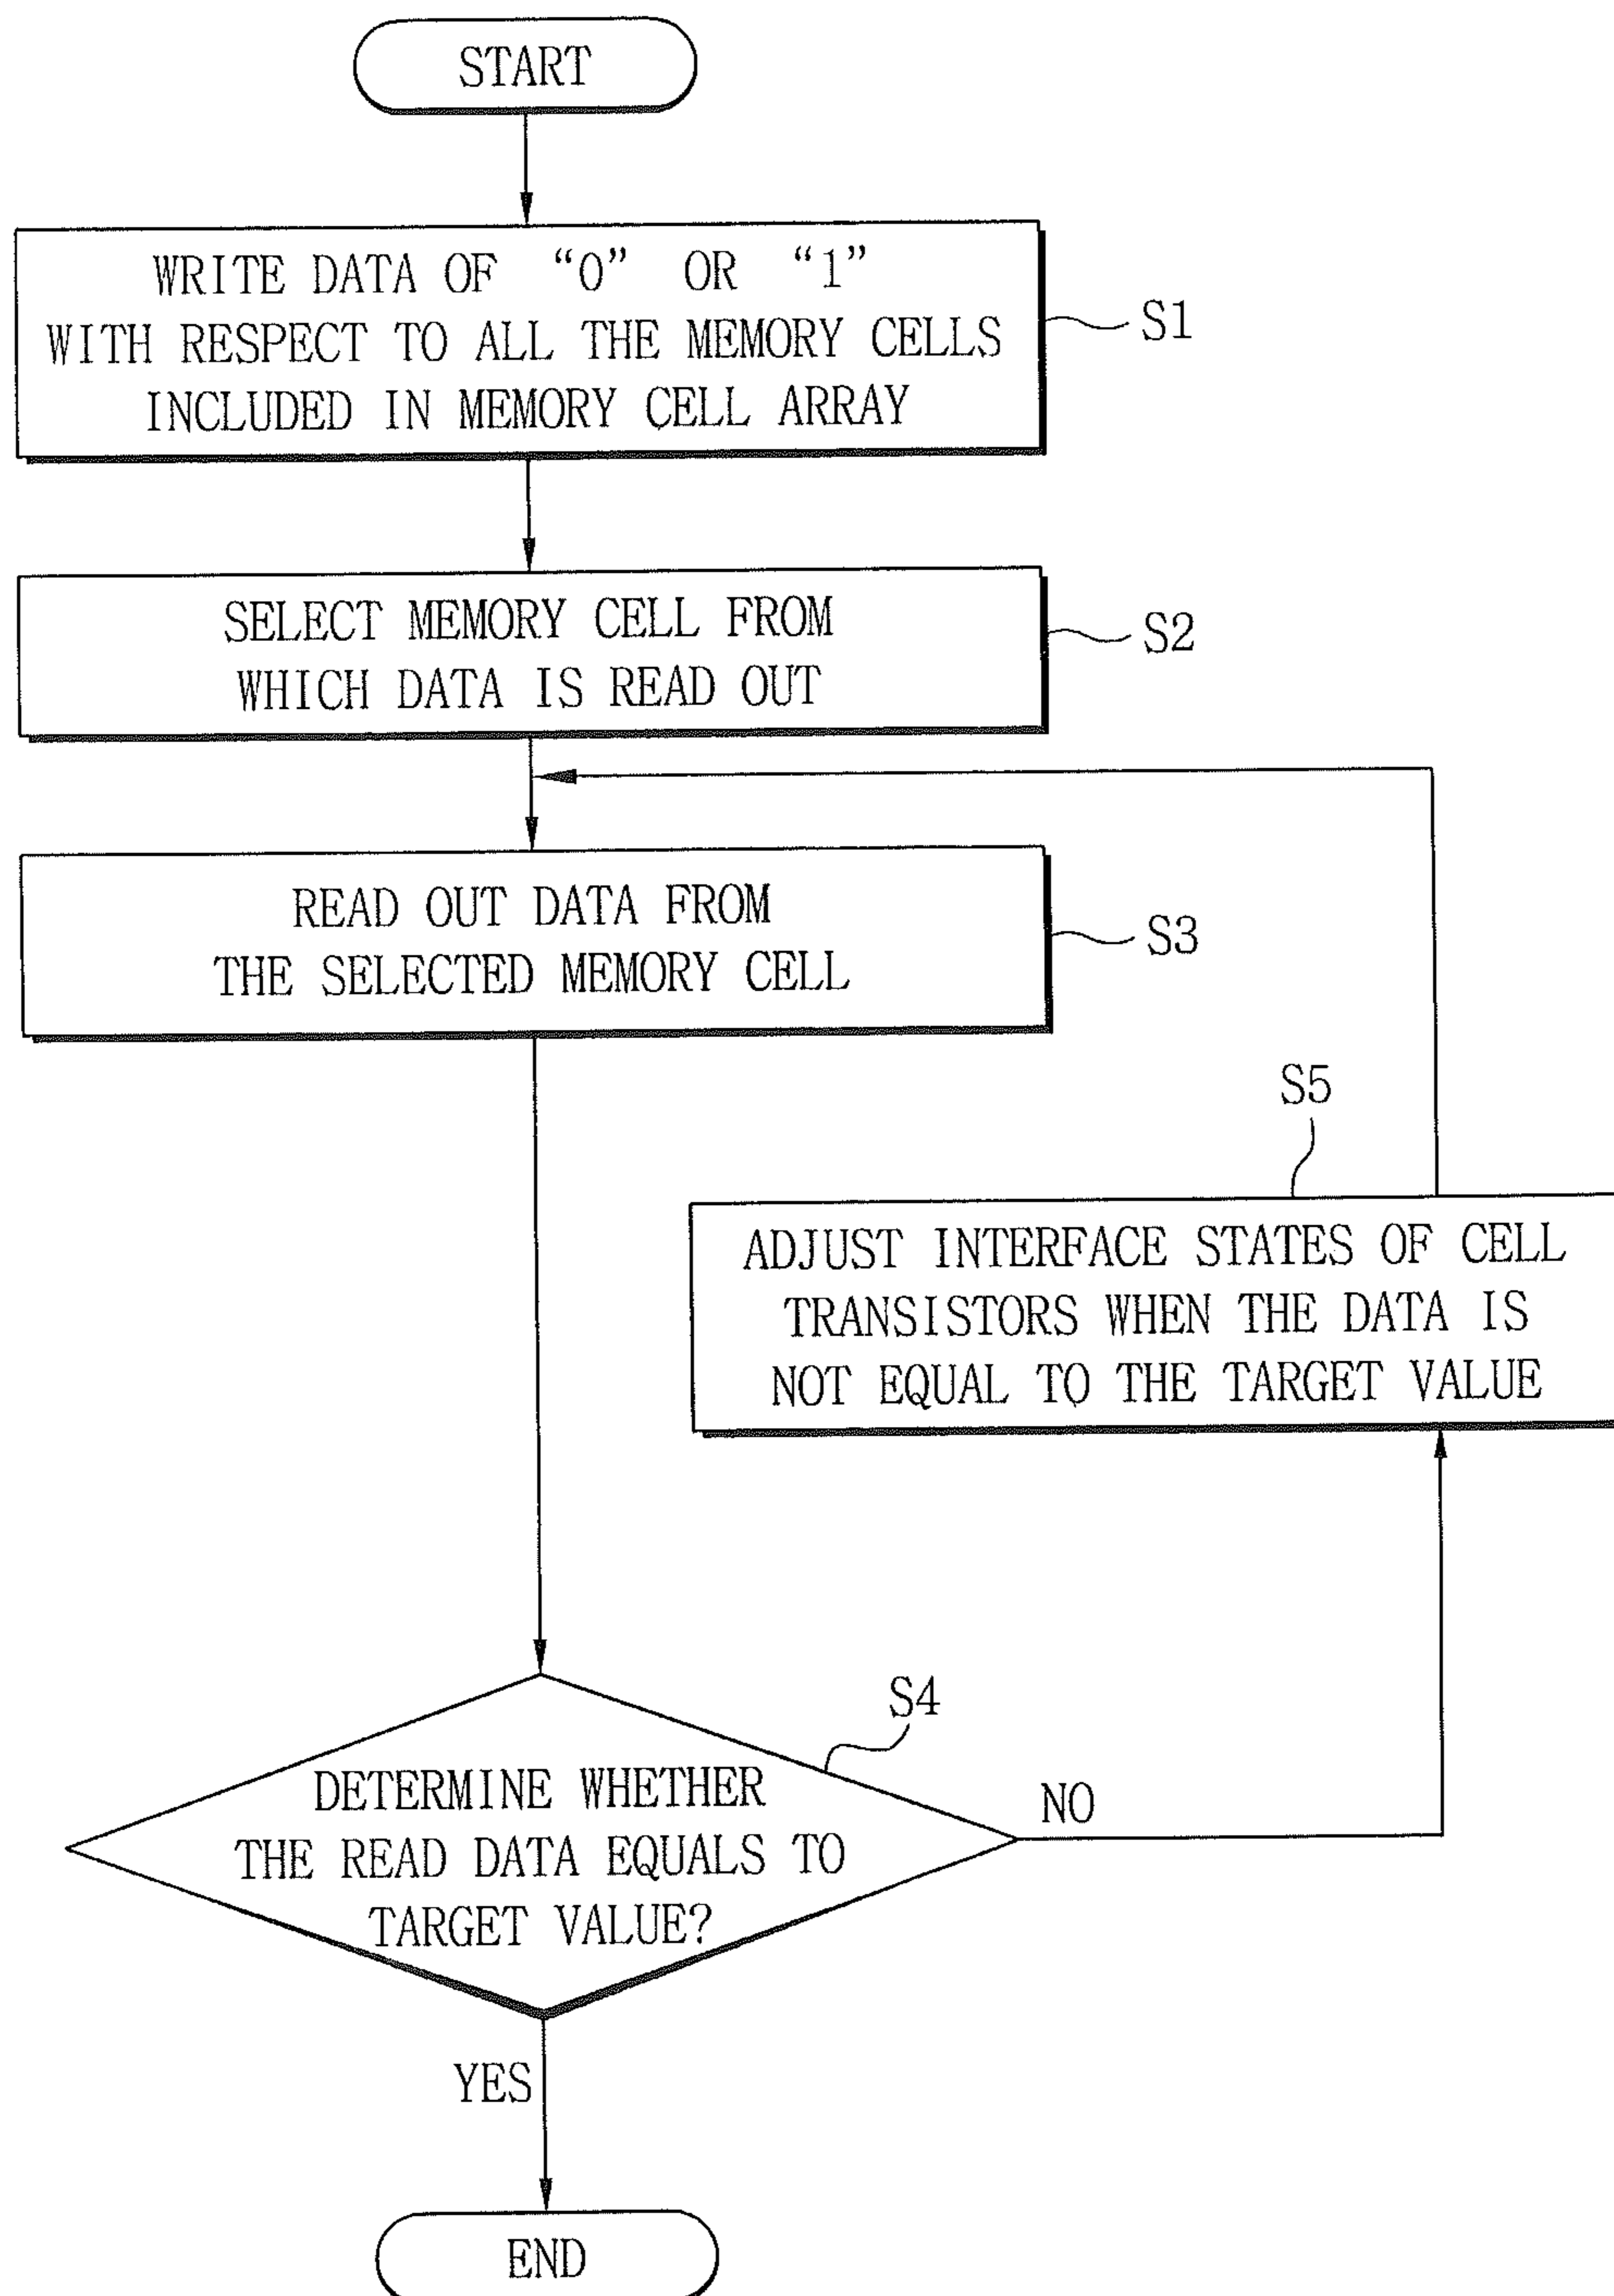 START
WRITE DATA OF “0” OR “1”
WITH RESPECT TO ALL THE MEMORY CELLS
INCLUDED IN MEMORY CELL ARRAY
S1
SELECT MEMORY CELL FROM
WHICH DATA IS READ OUT
S2
READ OUT DATA FROM
THE SELECTED MEMORY CELL
S3
S5
ADJUST INTERFACE STATES OF CELL
TRANSISTORS WHEN THE DATA IS
NOT EQUAL TO THE TARGET VALUE
S4
DETERMINE WHETHER
THE READ DATA EQUALS TO
TARGET VALUE?
NO
YES
END